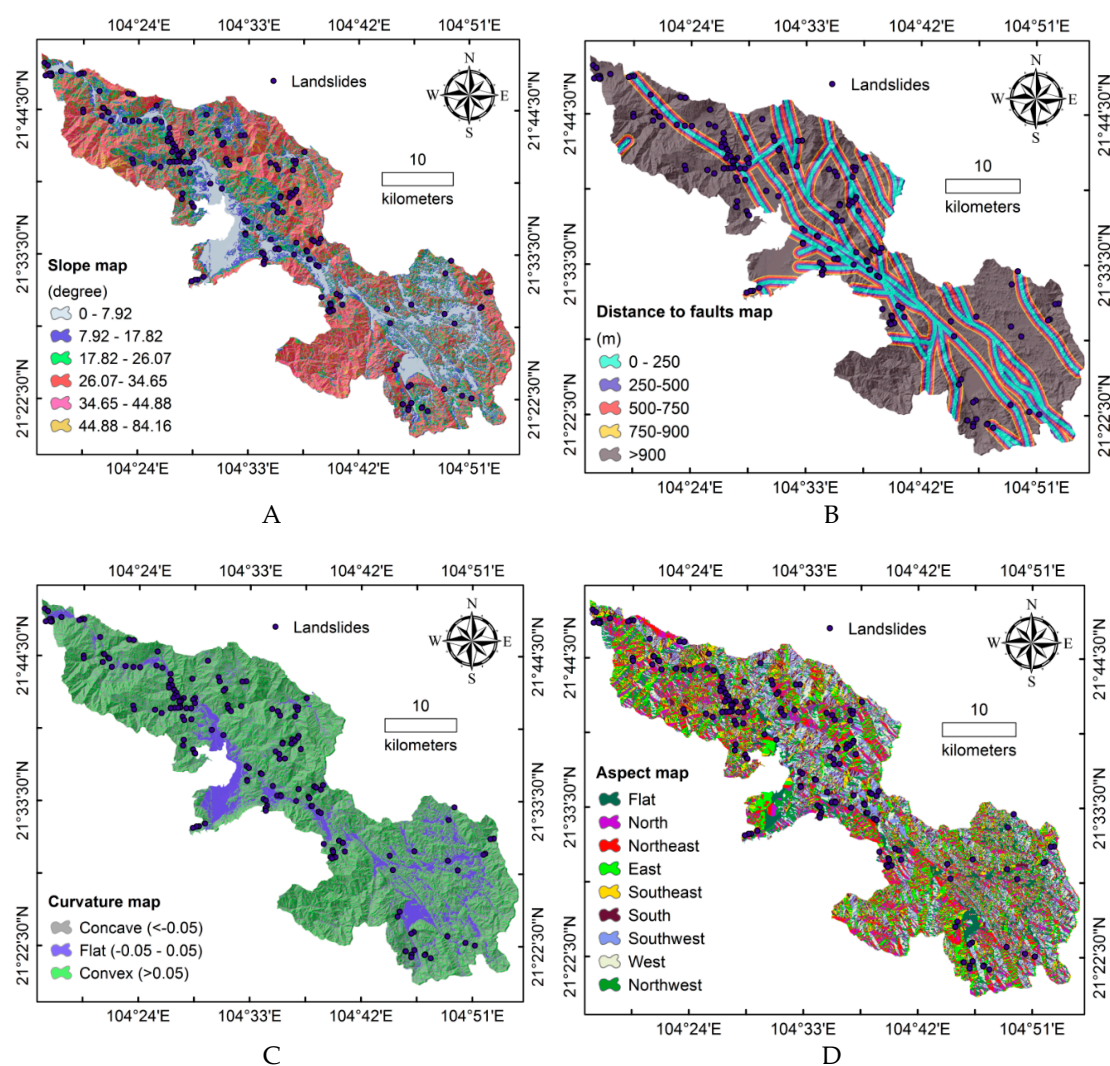 104°24'E 104°33'E 104°42'E 104°51'E
N
W E
S
Landslides
10
kilometers
21°44'30"N
21°33'30"N
21°22'30"N
21°44'30"N
21°33'30"N
21°22'30"N
Slope map
(degree)
0 - 7.92
7.92 - 17.82
17.82 - 26.07
26.07- 34.65
34.65 - 44.88
44.88 - 84.16
104°24'E 104°33'E 104°42'E 104°51'E
A
104°24'E 104°33'E 104°42'E 104°51'E
N
W E
S
Landslides
10
kilometers
21°44'30"N
21°33'30"N
21°22'30"N
21°44'30"N
21°33'30"N
21°22'30"N
Distance to faults map
(m)
0 - 250
250-500
500-750
750-900
>900
104°24'E 104°33'E 104°42'E 104°51'E
B
104°24'E 104°33'E 104°42'E 104°51'E
N
W E
S
Landslides
10
kilometers
21°44'30"N
21°33'30"N
21°22'30"N
21°44'30"N
21°33'30"N
21°22'30"N
Curvature map
Concave (<-0.05)
Flat (-0.05 - 0.05)
Convex (>0.05)
104°24'E 104°33'E 104°42'E 104°51'E
C
104°24'E 104°33'E 104°42'E 104°51'E
N
W E
S
Landslides
10
kilometers
21°44'30"N
21°33'30"N
21°22'30"N
21°44'30"N
21°33'30"N
21°22'30"N
Aspect map
Flat
North
Northeast
East
Southeast
South
Southwest
West
Northwest
104°24'E 104°33'E 104°42'E 104°51'E
D